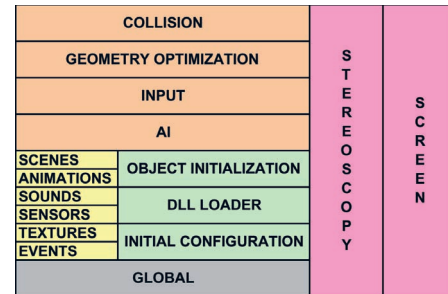 COLLISION
GEOMETRY OPTIMIZATION
INPUT
AI
SCENES
ANIMATIONS
OBJECT INITIALIZATION
SOUNDS
SENSORS
DLL LOADER
TEXTURES
EVENTS
INITIAL CONFIGURATION
GLOBAL
STEREOSCOPY
SCREEN